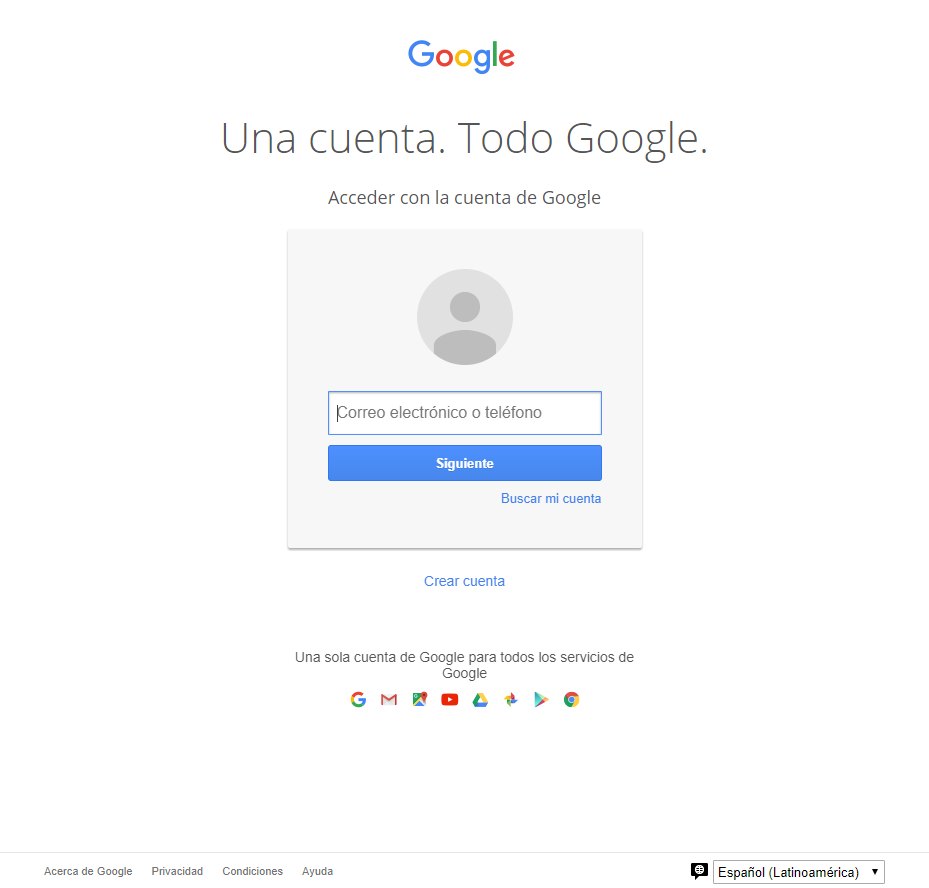 Google
Una cuenta. Todo Google.
Acceder con la cuenta de Google
Correo electrónico o teléfono
Siguiente
Buscar mi cuenta
Crear cuenta
Una sola cuenta de Google para todos los servicios de
Google
Acerca de Google Privacidad Condiciones Ayuda Español (Latinoamérica)